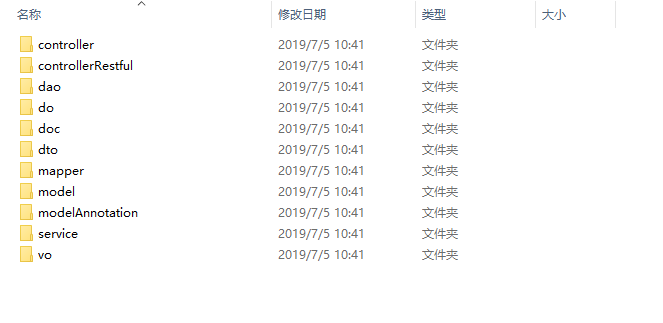 名称 修改日期 类型 大小
controller 2019/7/5 10:41 文件夹
controllerRestful 2019/7/5 10:41 文件夹
dao 2019/7/5 10:41 文件夹
do 2019/7/5 10:41 文件夹
doc 2019/7/5 10:41 文件夹
dto 2019/7/5 10:41 文件夹
mapper 2019/7/5 10:41 文件夹
model 2019/7/5 10:41 文件夹
modelAnnotation 2019/7/5 10:41 文件夹
service 2019/7/5 10:41 文件夹
vo 2019/7/5 10:41 文件夹